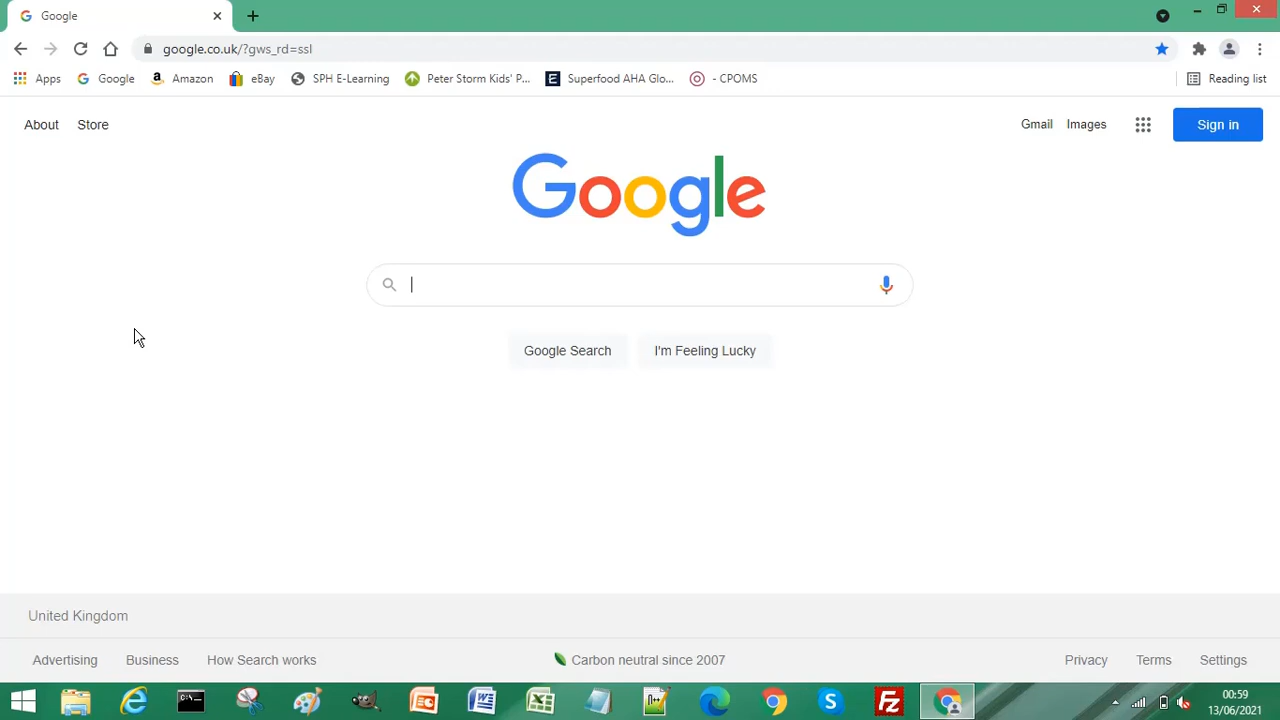 Google
google.co.uk/?gws_rd=ssl
Apps Google Amazon eBay SPH E-Learning Peter Storm Kids' P... Superfood AHA Glo... - CPOMS Reading list
About Store Gmail Images Sign in
Google
Google Search I'm Feeling Lucky
United Kingdom
Advertising Business How Search works Carbon neutral since 2007 Privacy Terms Settings
00:59
13/06/2021